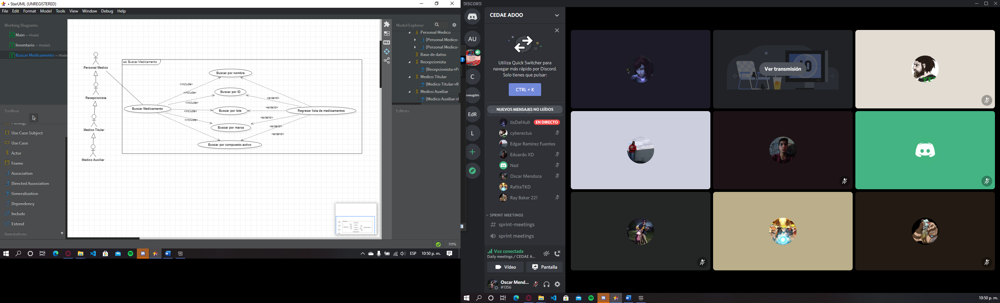 StarUML (UNREGISTERED)
File Edit Format Model Tools View Window Debug Help
Working Diagrams
Main — Model
Inventario — Model1
Buscar Medicamento — Mode
Toolbox
Package
Use Case Subject
Use Case
Actor
Frame
Association
Directed Association
Generalization
Dependency
Include
Extend
Annotations
Personal Medico
Recepcionista
Medico Titular
Medico Auxiliar
uc Buscar Medicamento
Buscar Medicamento
Buscar por nombre
Buscar por ID
Buscar por lote
Buscar por marca
Buscar por compuesto activo
Regresar lista de medicamentos
«include»
«include»
«include»
«include»
«include»
«extend»
«extend»
«extend»
«extend»
«extend»
Model Explorer
Personal Medico
(Personal Medico-
(Personal Medico-
Base de datos
Recepcionista
(Recepcionista→P
Medico Titular
(Medico Titular→R
Medico Auxiliar
(Medico Auxiliar→
Editors
70%
ESP 10:50 p. m.
DISCORD
CEDAE ADOO
AU
C
eneugdm
EdR
L
Utiliza Quick Switcher para
navegar más rápido por Discord.
Solo tienes que pulsar:
CTRL + K
NUEVOS MENSAJES NO LEÍDOS
itsDef4ult EN DIRECTO
cyberectus
Edgar Ramírez Fuentes
Eduardo XD
Nad
Oscar Mendoza
RafitaTKD
Ray Baker 221
SPRINT MEETINGS
sprint-meetings
sprint meetings
Voz conectada
Daily meetings / CEDAE A...
Vídeo Pantalla
Oscar Mend...
#1356
Ver transmisión
YES
10:50 p. m.